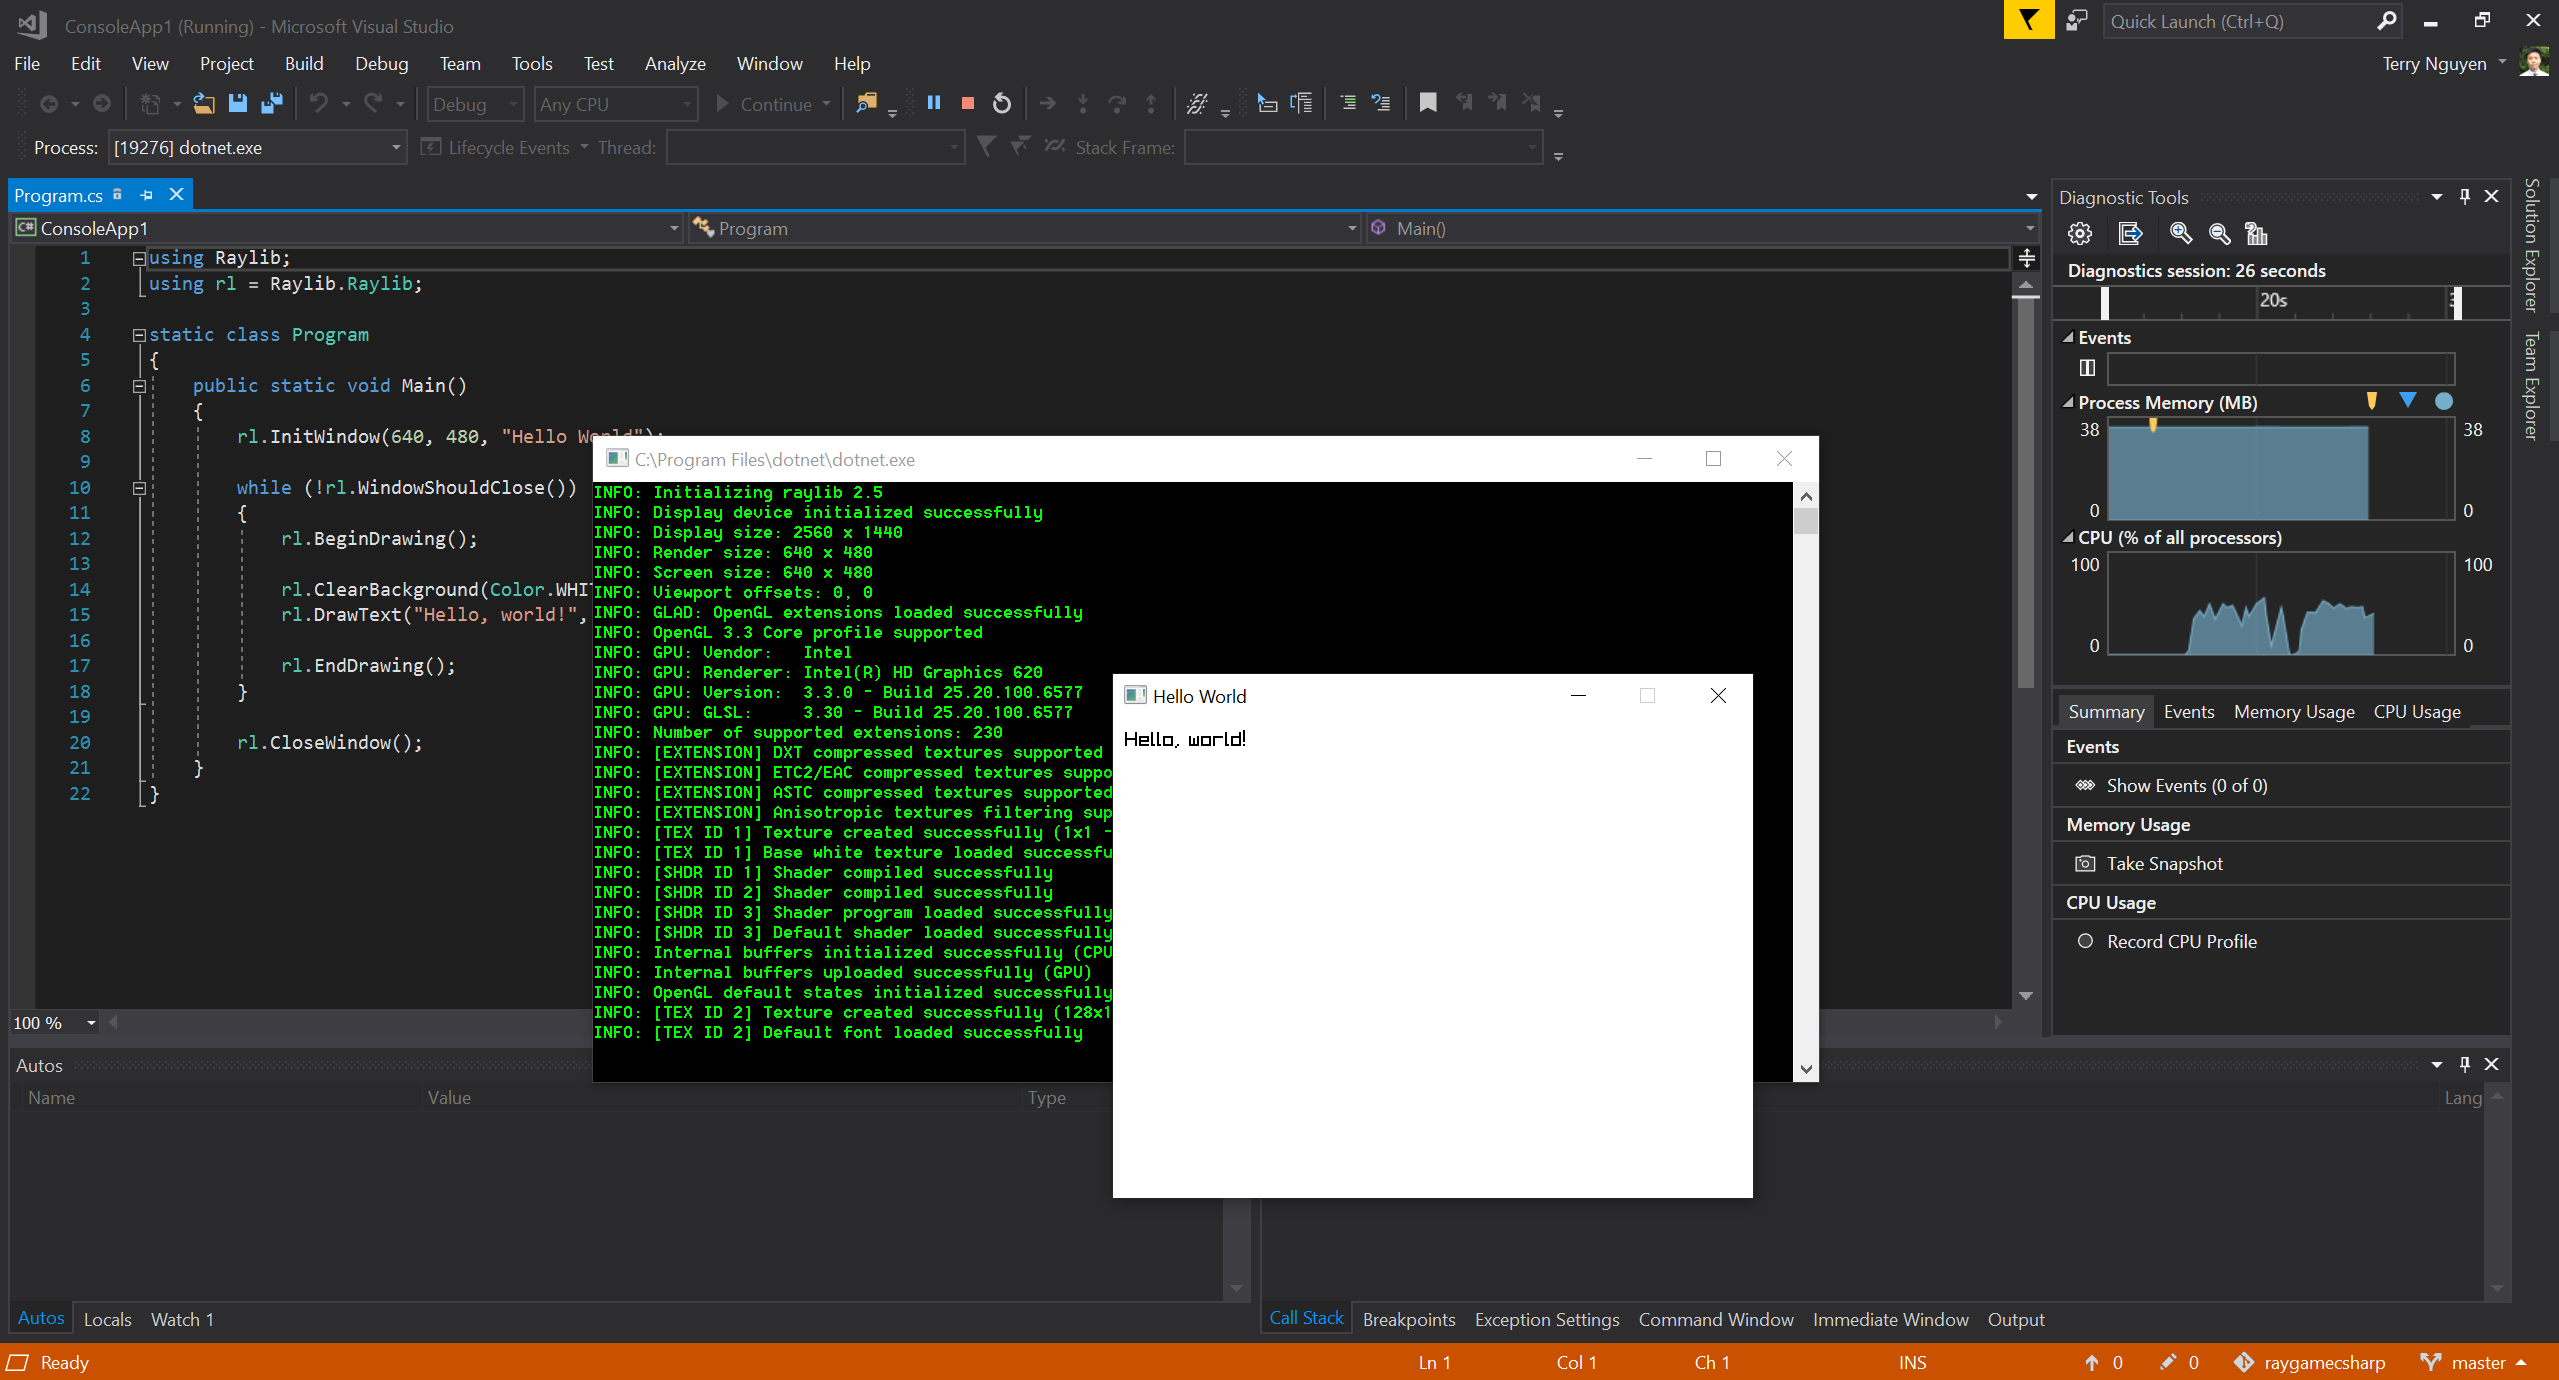 ConsoleApp1 (Running) - Microsoft Visual Studio
Quick Launch (Ctrl+Q)
File Edit View Project Build Debug Team Tools Test Analyze Window Help
Terry Nguyen
Debug Any CPU Continue
Process: [19276] dotnet.exe Lifecycle Events Thread: Stack Frame:
Program.cs
ConsoleApp1 Program Main()
1 using Raylib;
2 using rl = Raylib.Raylib;
3
4 static class Program
5 {
6 public static void Main()
7 {
8 rl.InitWindow(640, 480, "Hello World");
9
10 while (!rl.WindowShouldClose())
11 {
12 rl.BeginDrawing();
13
14 rl.ClearBackground(Color.WHI
15 rl.DrawText("Hello, world!",
16
17 rl.EndDrawing();
18 }
19
20 rl.CloseWindow();
21 }
22 }
100 %
C:\Program Files\dotnet\dotnet.exe
INFO: Initializing raylib 2.5
INFO: Display device initialized successfully
INFO: Display size: 2560 x 1440
INFO: Render size: 640 x 480
INFO: Screen size: 640 x 480
INFO: Viewport offsets: 0, 0
INFO: GLAD: OpenGL extensions loaded successfully
INFO: OpenGL 3.3 Core profile supported
INFO: GPU: Vendor: Intel
INFO: GPU: Renderer: Intel(R) HD Graphics 620
INFO: GPU: Version: 3.3.0 - Build 25.20.100.6577
INFO: GPU: GLSL: 3.30 - Build 25.20.100.6577
INFO: Number of supported extensions: 230
INFO: [EXTENSION] DXT compressed textures supported
INFO: [EXTENSION] ETC2/EAC compressed textures suppo
INFO: [EXTENSION] ASTC compressed textures supported
INFO: [EXTENSION] Anisotropic textures filtering sup
INFO: [TEX ID 1] Texture created successfully (1x1 -
INFO: [TEX ID 1] Base white texture loaded successfu
INFO: [SHDR ID 1] Shader compiled successfully
INFO: [SHDR ID 2] Shader compiled successfully
INFO: [SHDR ID 3] Shader program loaded successfully
INFO: [SHDR ID 3] Default shader loaded successfully
INFO: Internal buffers initialized successfully (CPU
INFO: Internal buffers uploaded successfully (GPU)
INFO: OpenGL default states initialized successfully
INFO: [TEX ID 2] Texture created successfully (128x1
INFO: [TEX ID 2] Default font loaded successfully
Hello World
Hello, world!
Diagnostic Tools
Diagnostics session: 26 seconds
20s
Events
Process Memory (MB)
38 38
0 0
CPU (% of all processors)
100 100
0 0
Summary Events Memory Usage CPU Usage
Events
Show Events (0 of 0)
Memory Usage
Take Snapshot
CPU Usage
Record CPU Profile
Solution Explorer
Team Explorer
Autos
Name Value Type
Lang
Autos Locals Watch 1
Call Stack Breakpoints Exception Settings Command Window Immediate Window Output
Ready Ln 1 Col 1 Ch 1 INS 0 0 raygamecsharp master